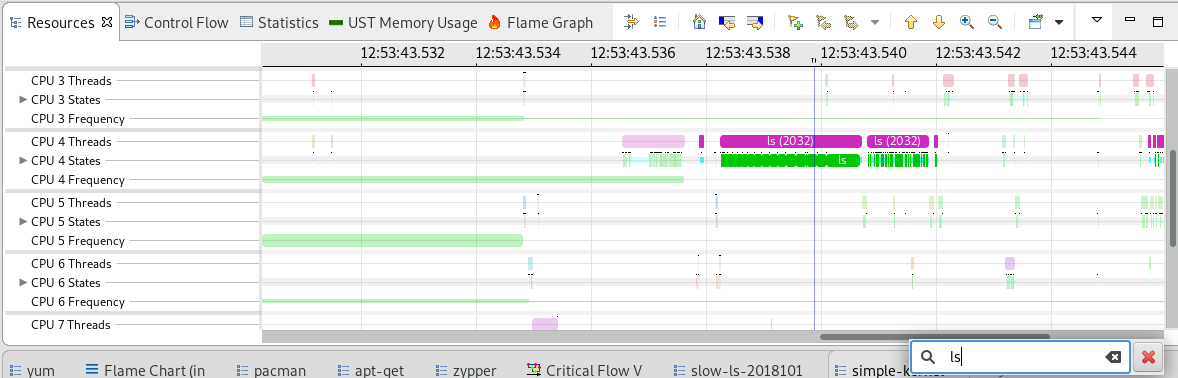 Resources Control Flow Statistics UST Memory Usage Flame Graph
12:53:43.532 12:53:43.534 12:53:43.536 12:53:43.538 12:53:43.540 12:53:43.542 12:53:43.544
CPU 3 Threads
CPU 3 States
CPU 3 Frequency
CPU 4 Threads ls (2032) ls (2032)
CPU 4 States ls
CPU 4 Frequency
CPU 5 Threads
CPU 5 States
CPU 5 Frequency
CPU 6 Threads
CPU 6 States
CPU 6 Frequency
CPU 7 Threads
ls
yum Flame Chart (in pacman apt-get zypper Critical Flow V slow-ls-2018101